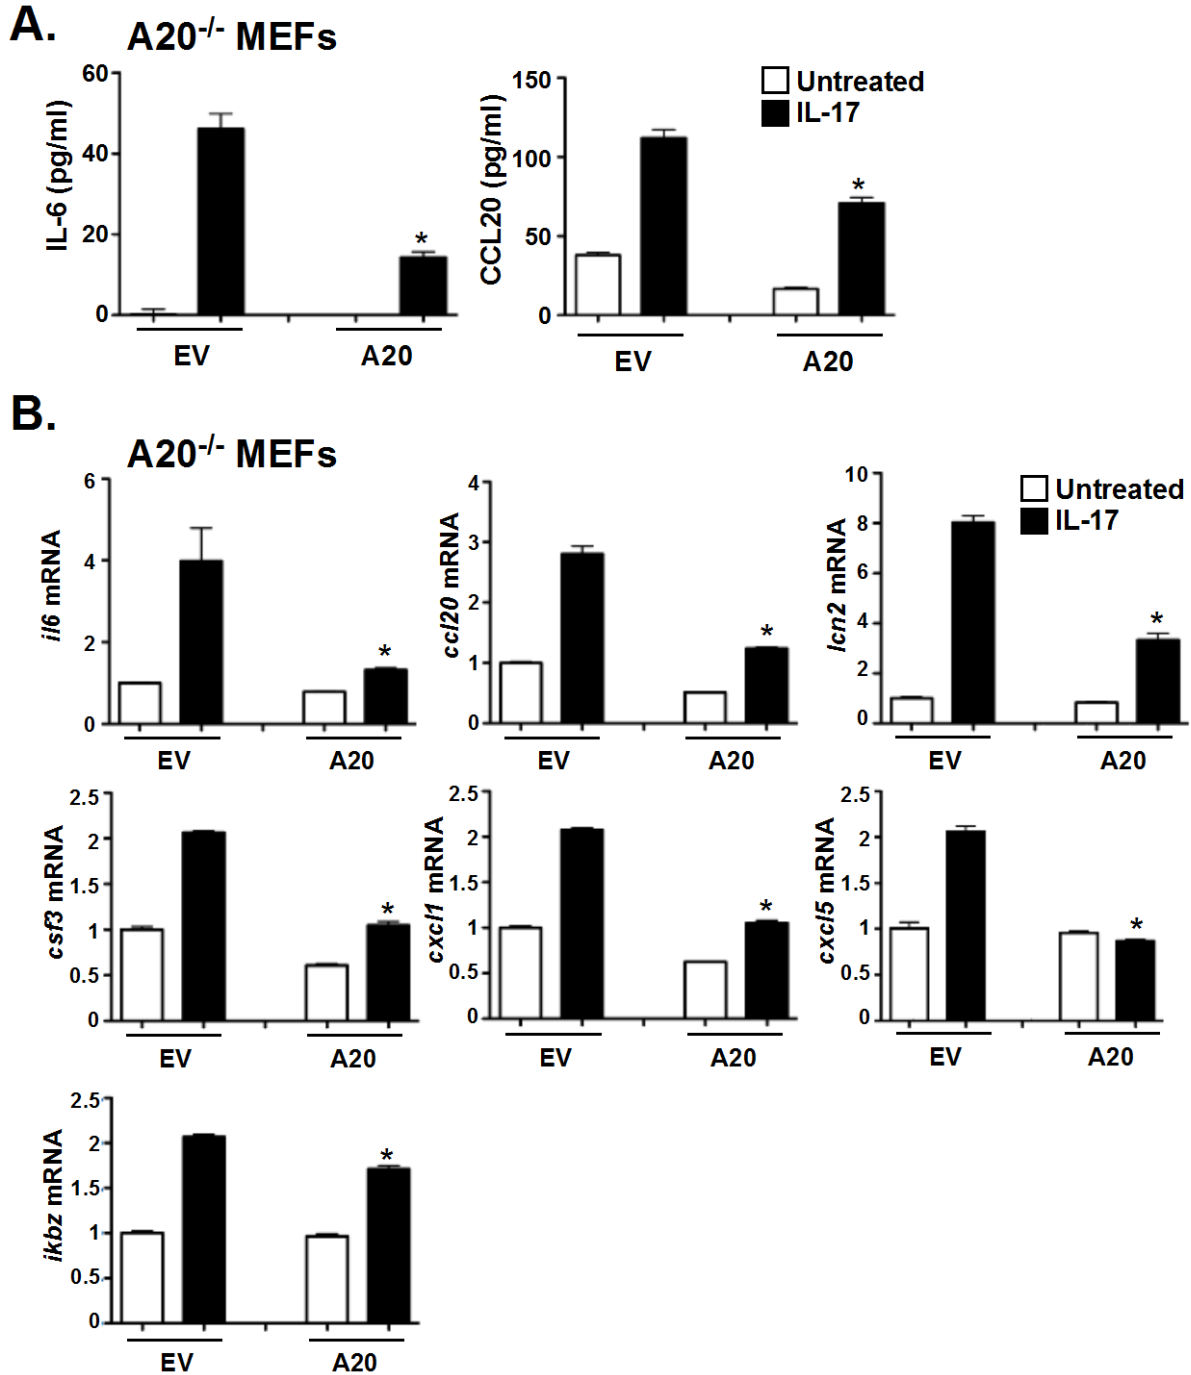 A.
A20-/- MEFs
Untreated
IL-17
IL-6 (pg/ml)
60
40
20
0
*
EV
A20
CCL20 (pg/ml)
150
100
50
0
*
EV
A20
B.
A20-/- MEFs
Untreated
IL-17
il6 mRNA
6
4
2
0
*
EV
A20
ccl20 mRNA
4
3
2
1
0
*
EV
A20
lcn2 mRNA
10
8
6
4
2
0
*
EV
A20
csf3 mRNA
2.5
2
1.5
1
0.5
0
*
EV
A20
cxcl1 mRNA
2.5
2
1.5
1
0.5
0
*
EV
A20
cxcl5 mRNA
2.5
2
1.5
1
0.5
0
*
EV
A20
ikbz mRNA
2.5
2
1.5
1
0.5
0
*
EV
A20